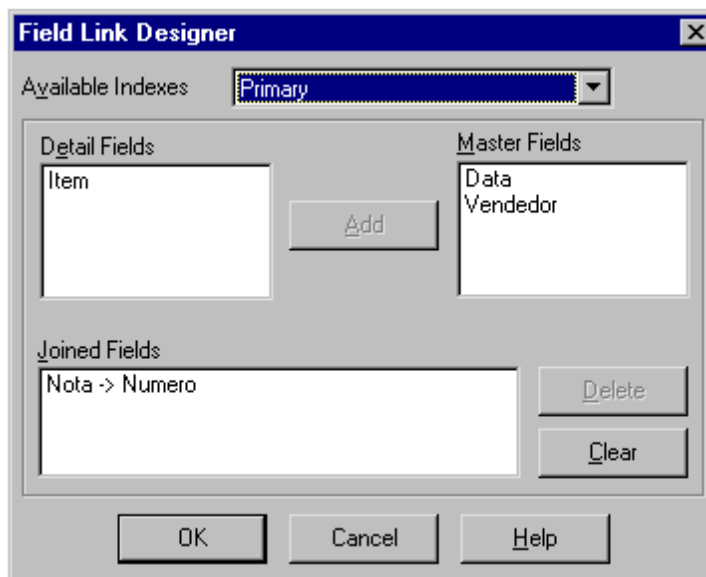 Field Link Designer
Available Indexes Primary
Detail Fields Master Fields
Item Data
Vendedor
Add
Joined Fields
Nota -> Numero
Delete
Clear
OK Cancel Help